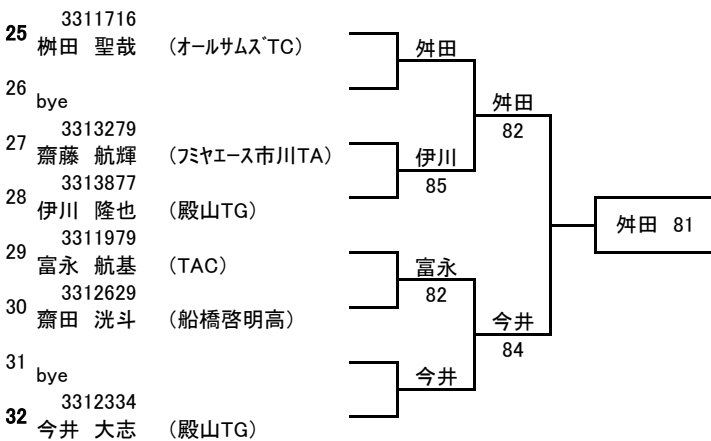 3311716
25 桝田 聖哉 (オールサムズTC) 舛田
26 bye
舛田
82
3313279
27 齋藤 航輝 (フミヤエース市川TA) 伊川
85
3313877
28 伊川 隆也 (殿山TG)
舛田 81
3311979
29 富永 航基 (TAC) 富永
82
3312629
30 齋田 洸斗 (船橋啓明高)
今井
84
31 bye 今井
3312334
32 今井 大志 (殿山TG)